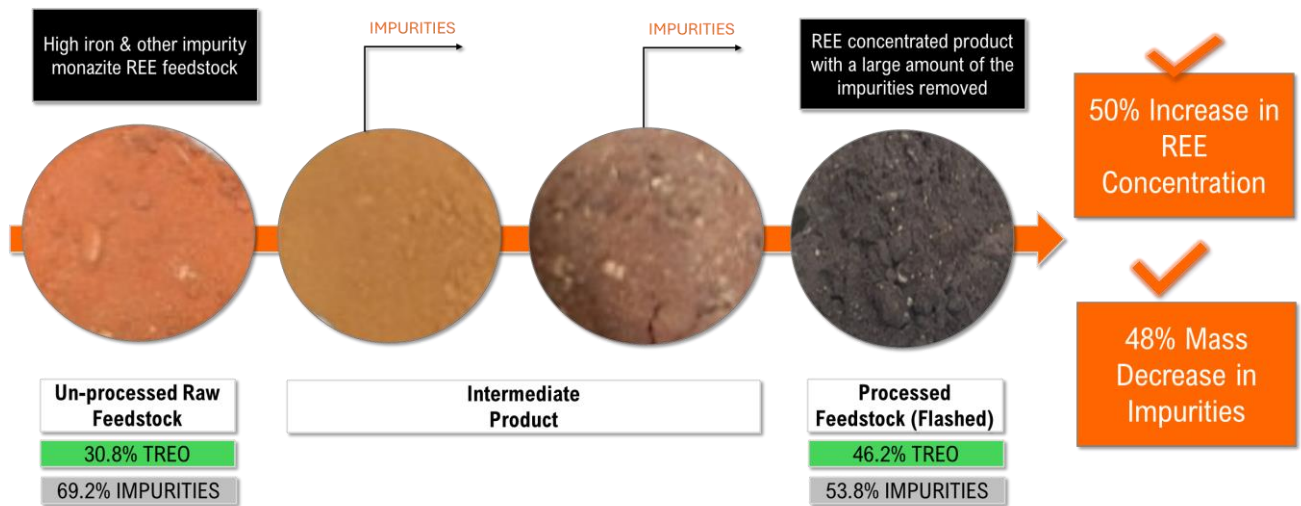 High iron & other impurity
monazite REE feedstock
IMPURITIES
IMPURITIES
REE concentrated product
with a large amount of the
impurities removed
50% Increase in
REE
Concentration
48% Mass
Decrease in
Impurities
Un-processed Raw
Feedstock
30.8% TREO
69.2% IMPURITIES
Intermediate
Product
Processed
Feedstock (Flashed)
46.2% TREO
53.8% IMPURITIES